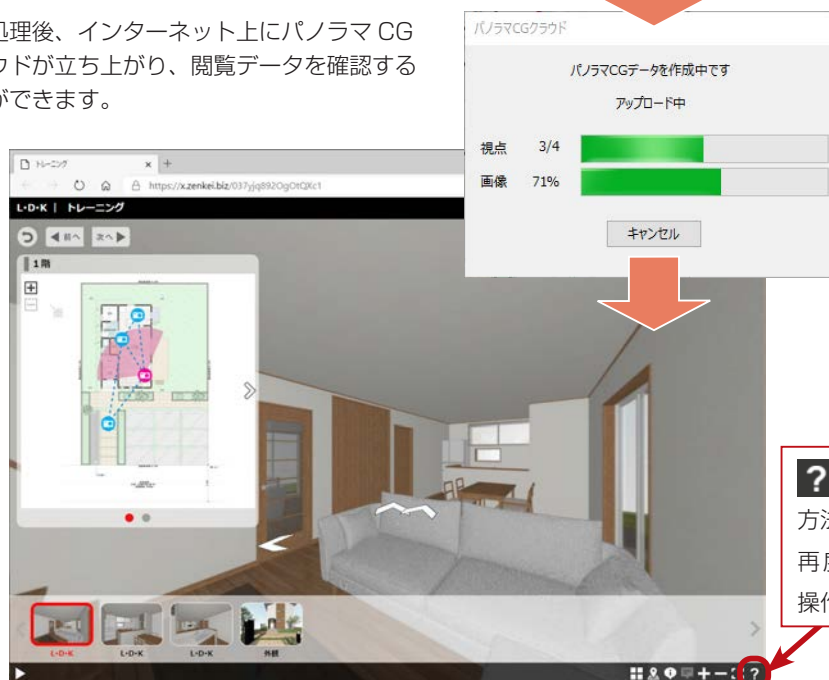 処理後、インターネット上にパノラマ CG
ウドが立ち上がり、閲覧データを確認する
ができます。
パノラマCGクラウド
パノラマCGデータを作成中です
アップロード中
視点 3/4
画像 71%
キャンセル
トレーニング × +
https://x.zenkei.biz/037yjq892OgOtQXc1
L・D・K | トレーニング
前へ 次へ
1階
?
方法
再度
操作
L・D・K L・D・K L・D・K 外観
?